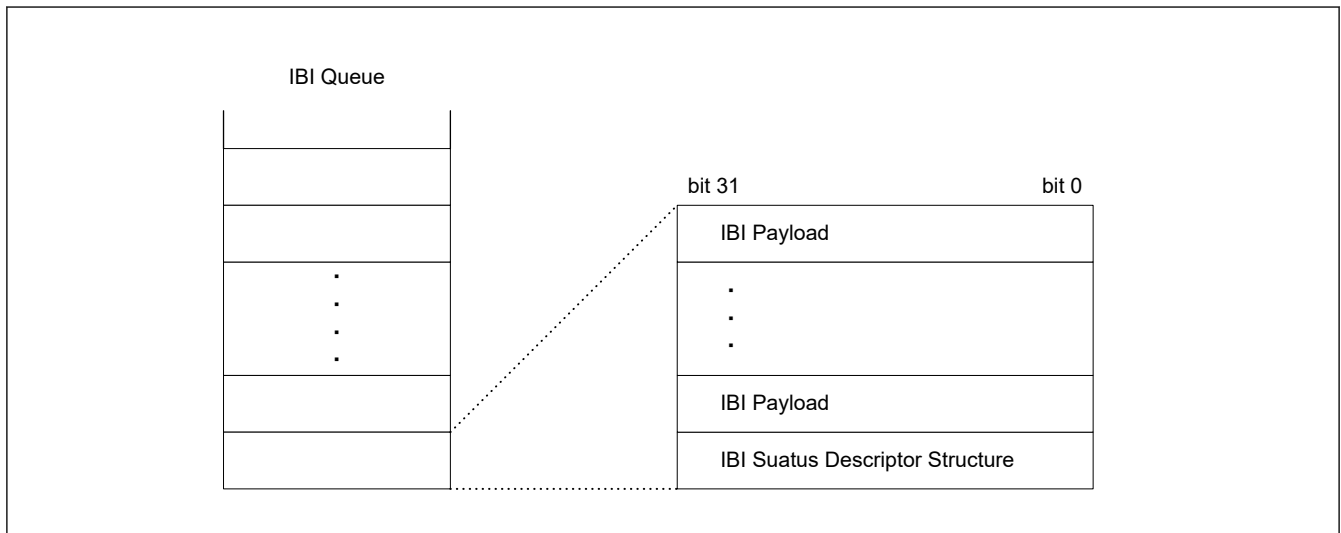 IBI Queue
bit 31 bit 0
IBI Payload
IBI Payload
IBI Suatus Descriptor Structure